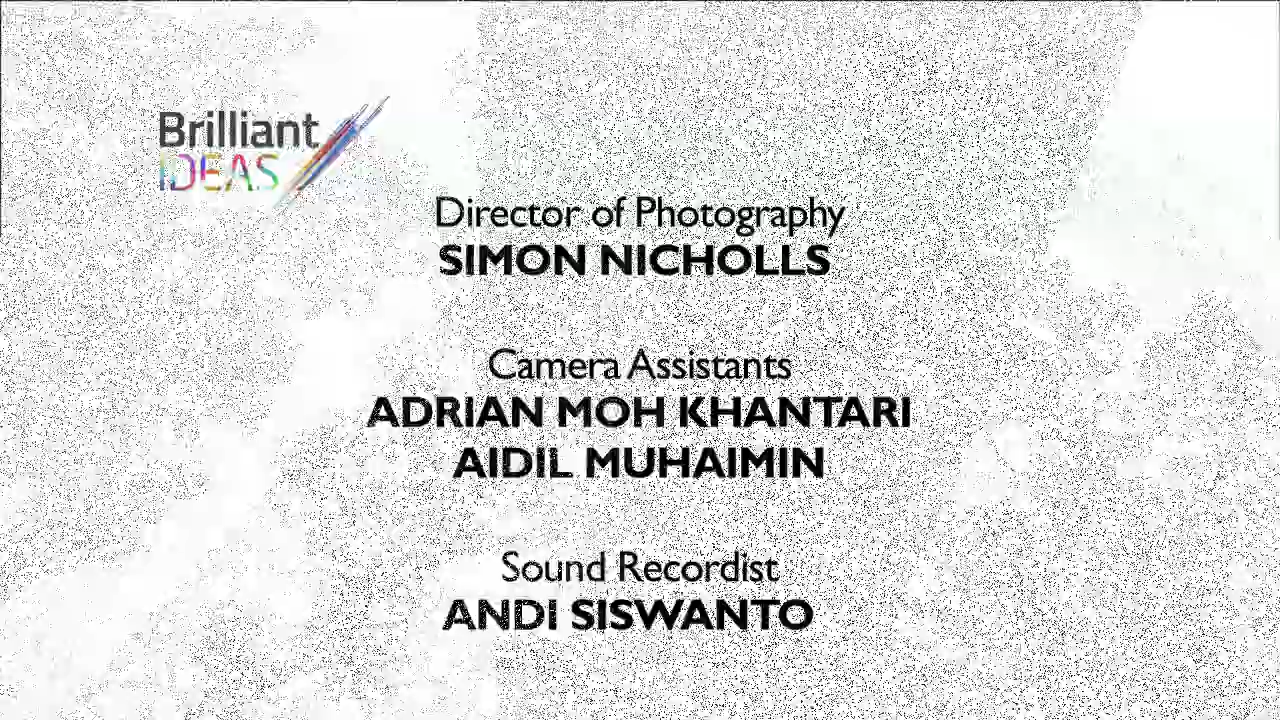 Brilliant
IDEAS
Director of Photography
SIMON NICHOLLS
Camera Assistants
ADRIAN MOH KHANTARI
AIDIL MUHAIMIN
Sound Recordist
ANDI SISWANTO